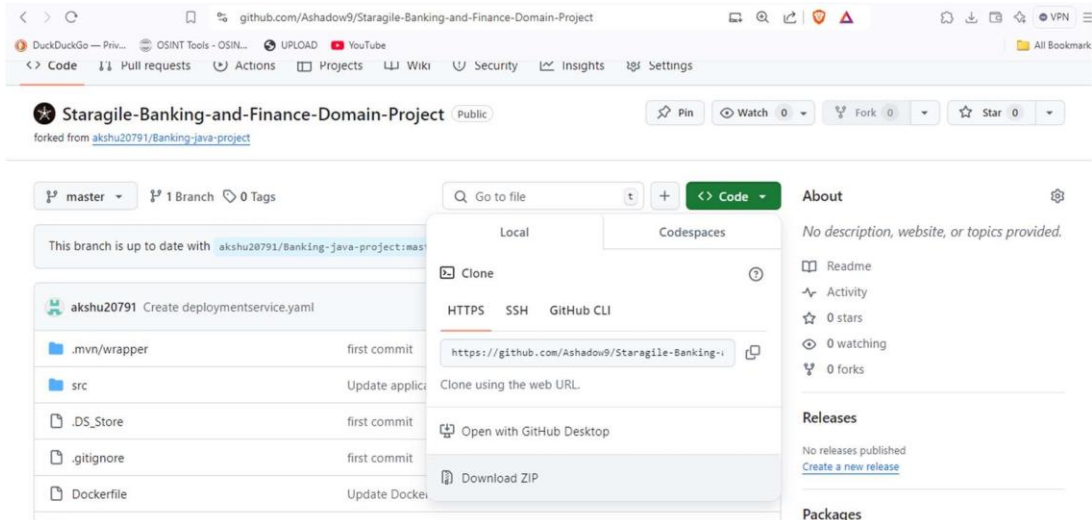 github.com/Ashadow9/Staragile-Banking-and-Finance-Domain-Project
VPN
DuckDuckGo — Priv... OSINT Tools - OSIN... UPLOAD YouTube All Bookmark
<> Code Pull requests Actions Projects Wiki Security Insights Settings
Staragile-Banking-and-Finance-Domain-Project Public Pin Watch 0 Fork 0 Star 0
forked from akshu20791/Banking-java-project
master 1 Branch 0 Tags Go to file t + <> Code About
This branch is up to date with akshu20791/Banking-java-project:mas Local Codespaces No description, website, or topics provided.
Clone Readme
akshu20791 Create deploymentservice.yaml HTTPS SSH GitHub CLI Activity
0 stars
.mvn/wrapper first commit https://github.com/Ashadow9/Staragile-Banking- 0 watching
src Update applica Clone using the web URL. 0 forks
.DS_Store first commit Open with GitHub Desktop Releases
.gitignore first commit No releases published
Download ZIP Create a new release
Dockerfile Update Docker Packages